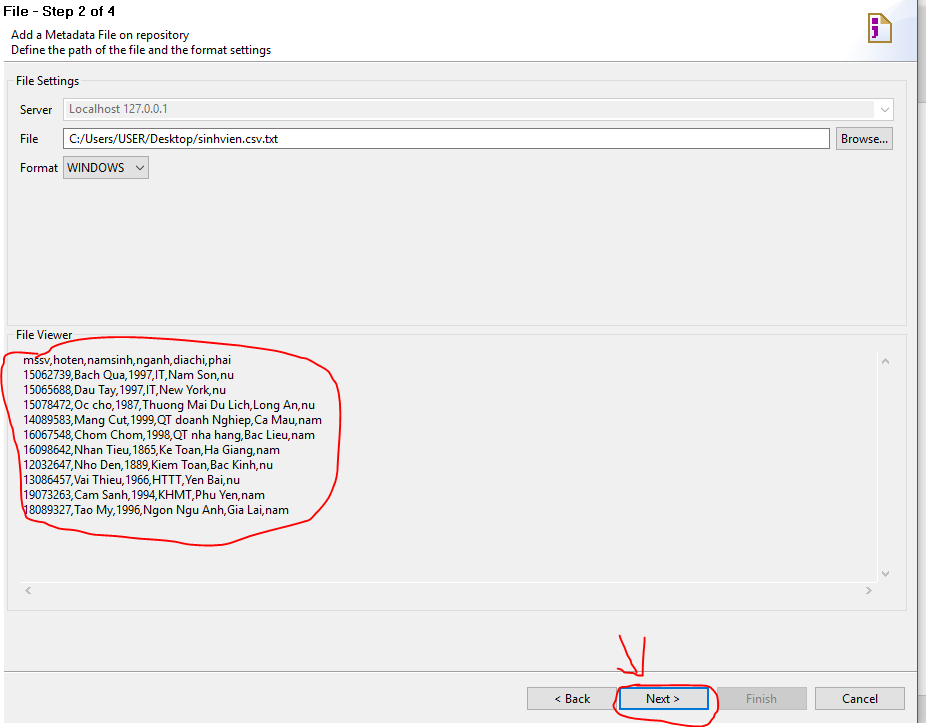 File - Step 2 of 4
Add a Metadata File on repository
Define the path of the file and the format settings
File Settings
Server Localhost 127.0.0.1
File C:/Users/USER/Desktop/sinhvien.csv.txt Browse...
Format WINDOWS
File Viewer
mssv,hoten,namsinh,nganh,diachi,phai
15062739,Bach Qua,1997,IT,Nam Son,nu
15065688,Dau Tay,1997,IT,New York,nu
15078472,Oc cho,1987,Thuong Mai Du Lich,Long An,nu
14089583,Mang Cut,1999,QT doanh Nghiep,Ca Mau,nam
16067548,Chom Chom,1998,QT nha hang,Bac Lieu,nam
16098642,Nhan Tieu,1865,Ke Toan,Ha Giang,nam
12032647,Nho Den,1889,Kiem Toan,Bac Kinh,nu
13086457,Vai Thieu,1966,HTTT,Yen Bai,nu
19073263,Cam Sanh,1994,KHMT,Phu Yen,nam
18089327,Tao My,1996,Ngon Ngu Anh,Gia Lai,nam
< Back Next > Finish Cancel